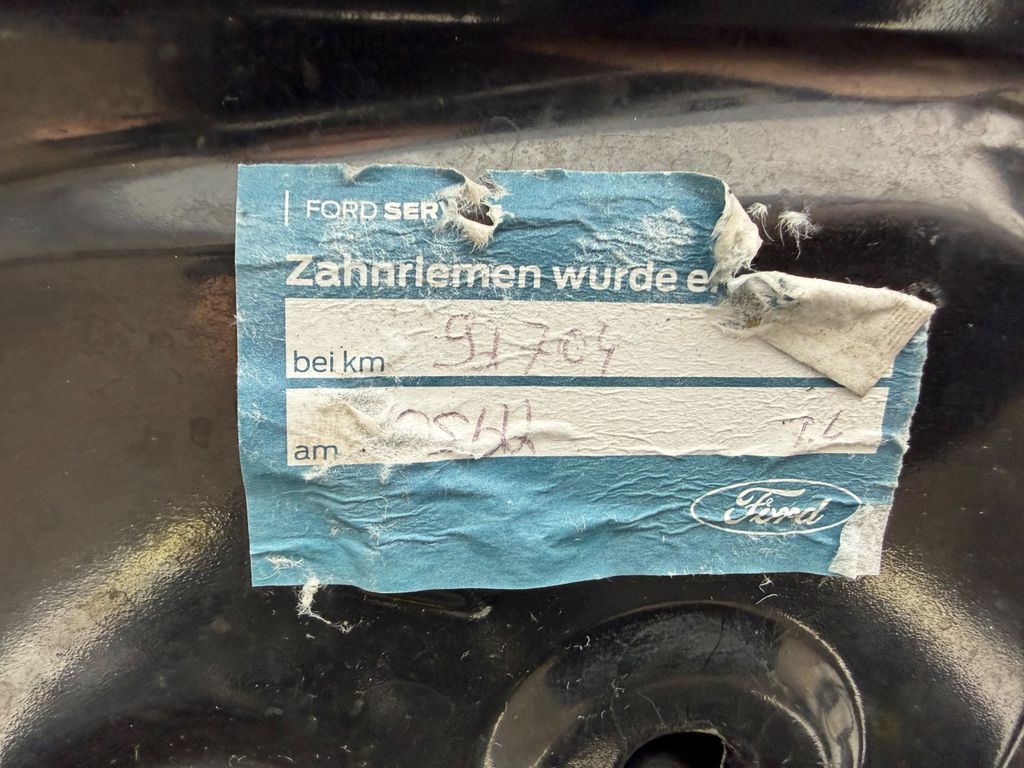 FORD SER
Zahnriemen wurde e
bei km 91704
am
Ford